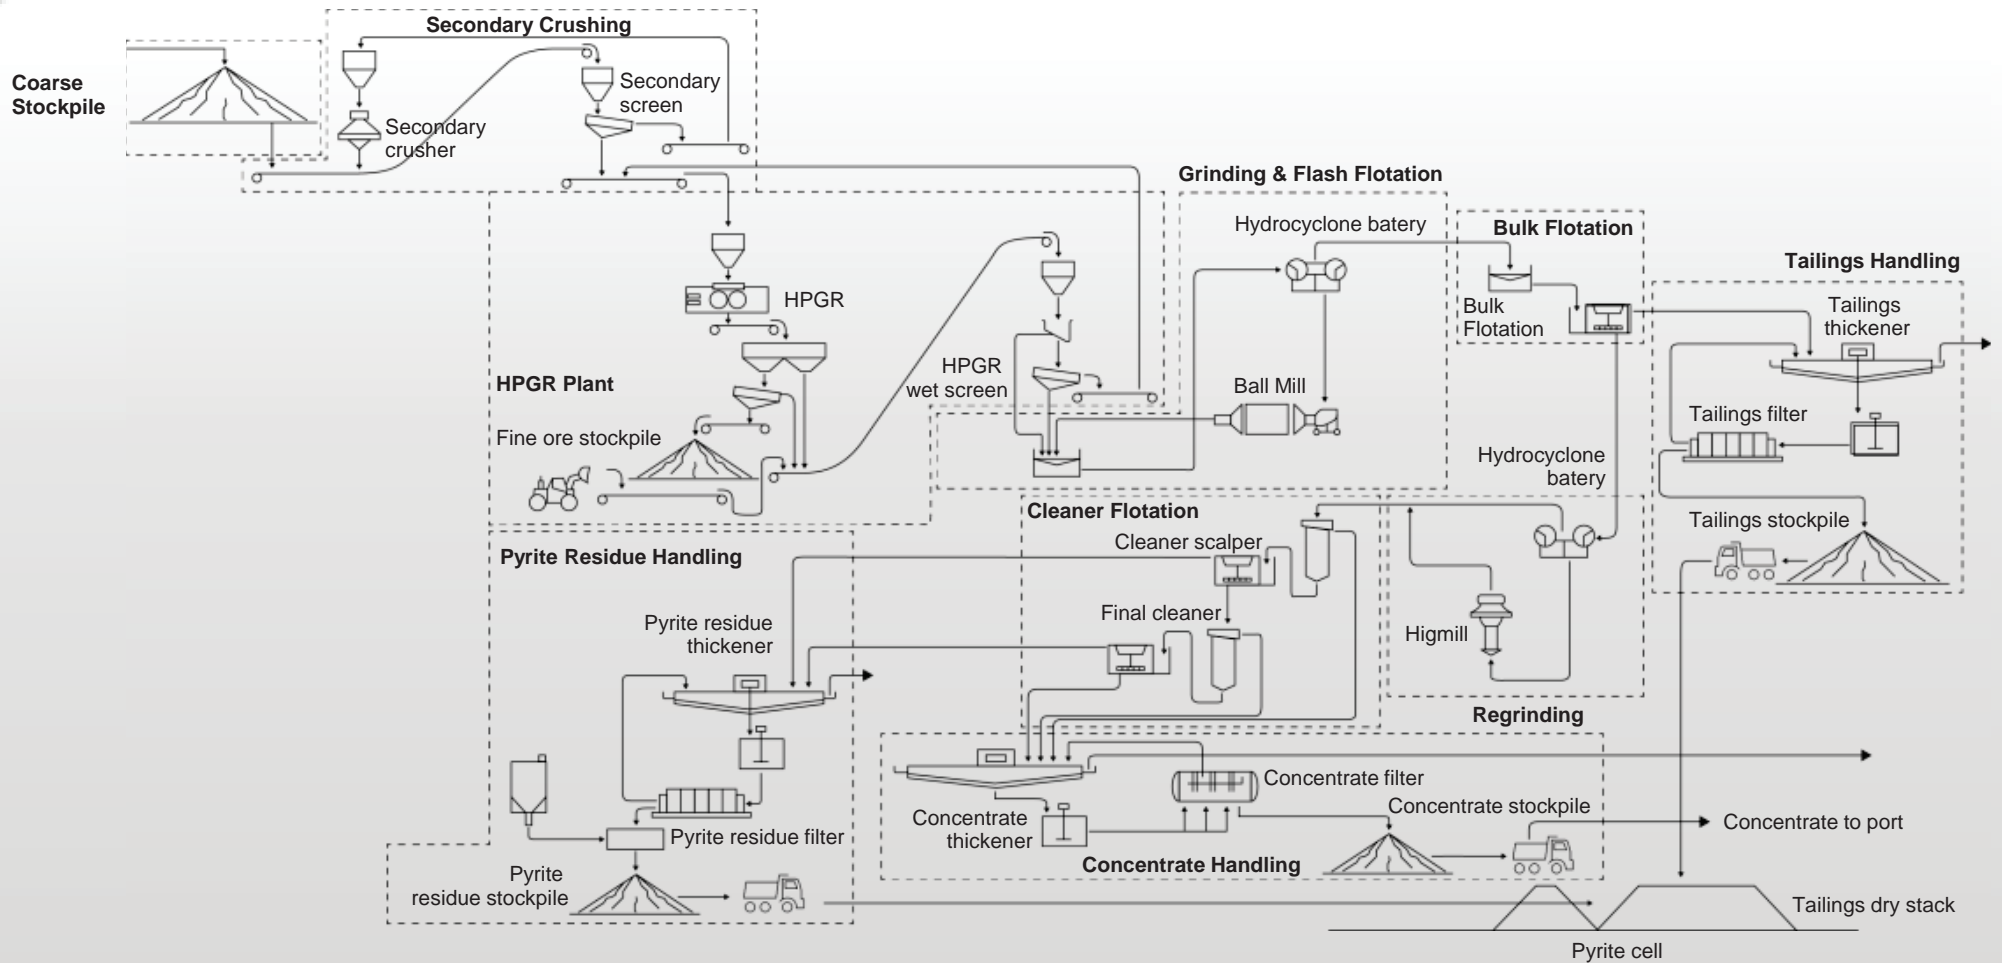 Secondary Crushing
Coarse
Stockpile
Secondary
screen
Secondary
crusher
Grinding & Flash Flotation
Hydrocyclone batery
Bulk Flotation
Tailings Handling
HPGR
Bulk
Flotation
Tailings
thickener
HPGR Plant
HPGR
wet screen
Ball Mill
Tailings filter
Fine ore stockpile
Hydrocyclone
batery
Cleaner Flotation
Tailings stockpile
Pyrite Residue Handling
Cleaner scalper
Final cleaner
Pyrite residue
thickener
Higmill
Regrinding
Concentrate filter
Concentrate stockpile
Concentrate
thickener
Concentrate to port
Pyrite residue filter
Concentrate Handling
Pyrite
residue stockpile
Tailings dry stack
Pyrite cell